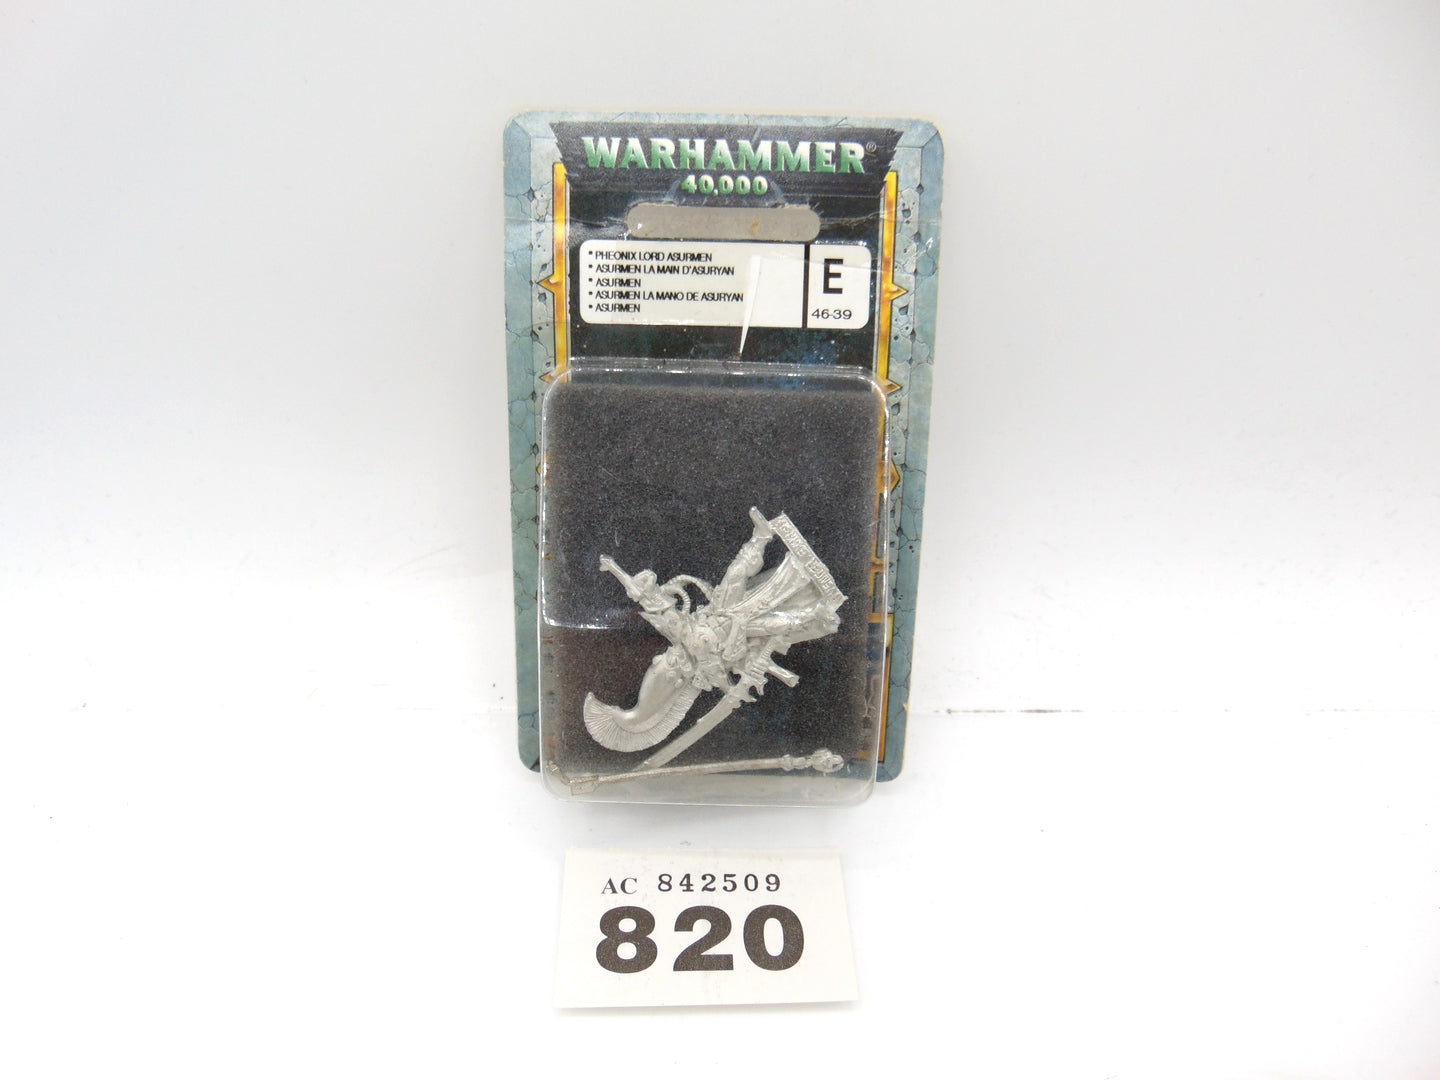 WARHAMMER®
40,000
* PHEONIX LORD ASURMEN
* ASURMEN LA MAIN D'ASURYAN
* ASURMEN
* ASURMEN LA MANO DE ASURYAN
* ASURMEN
E
46-39
AC 842509
820